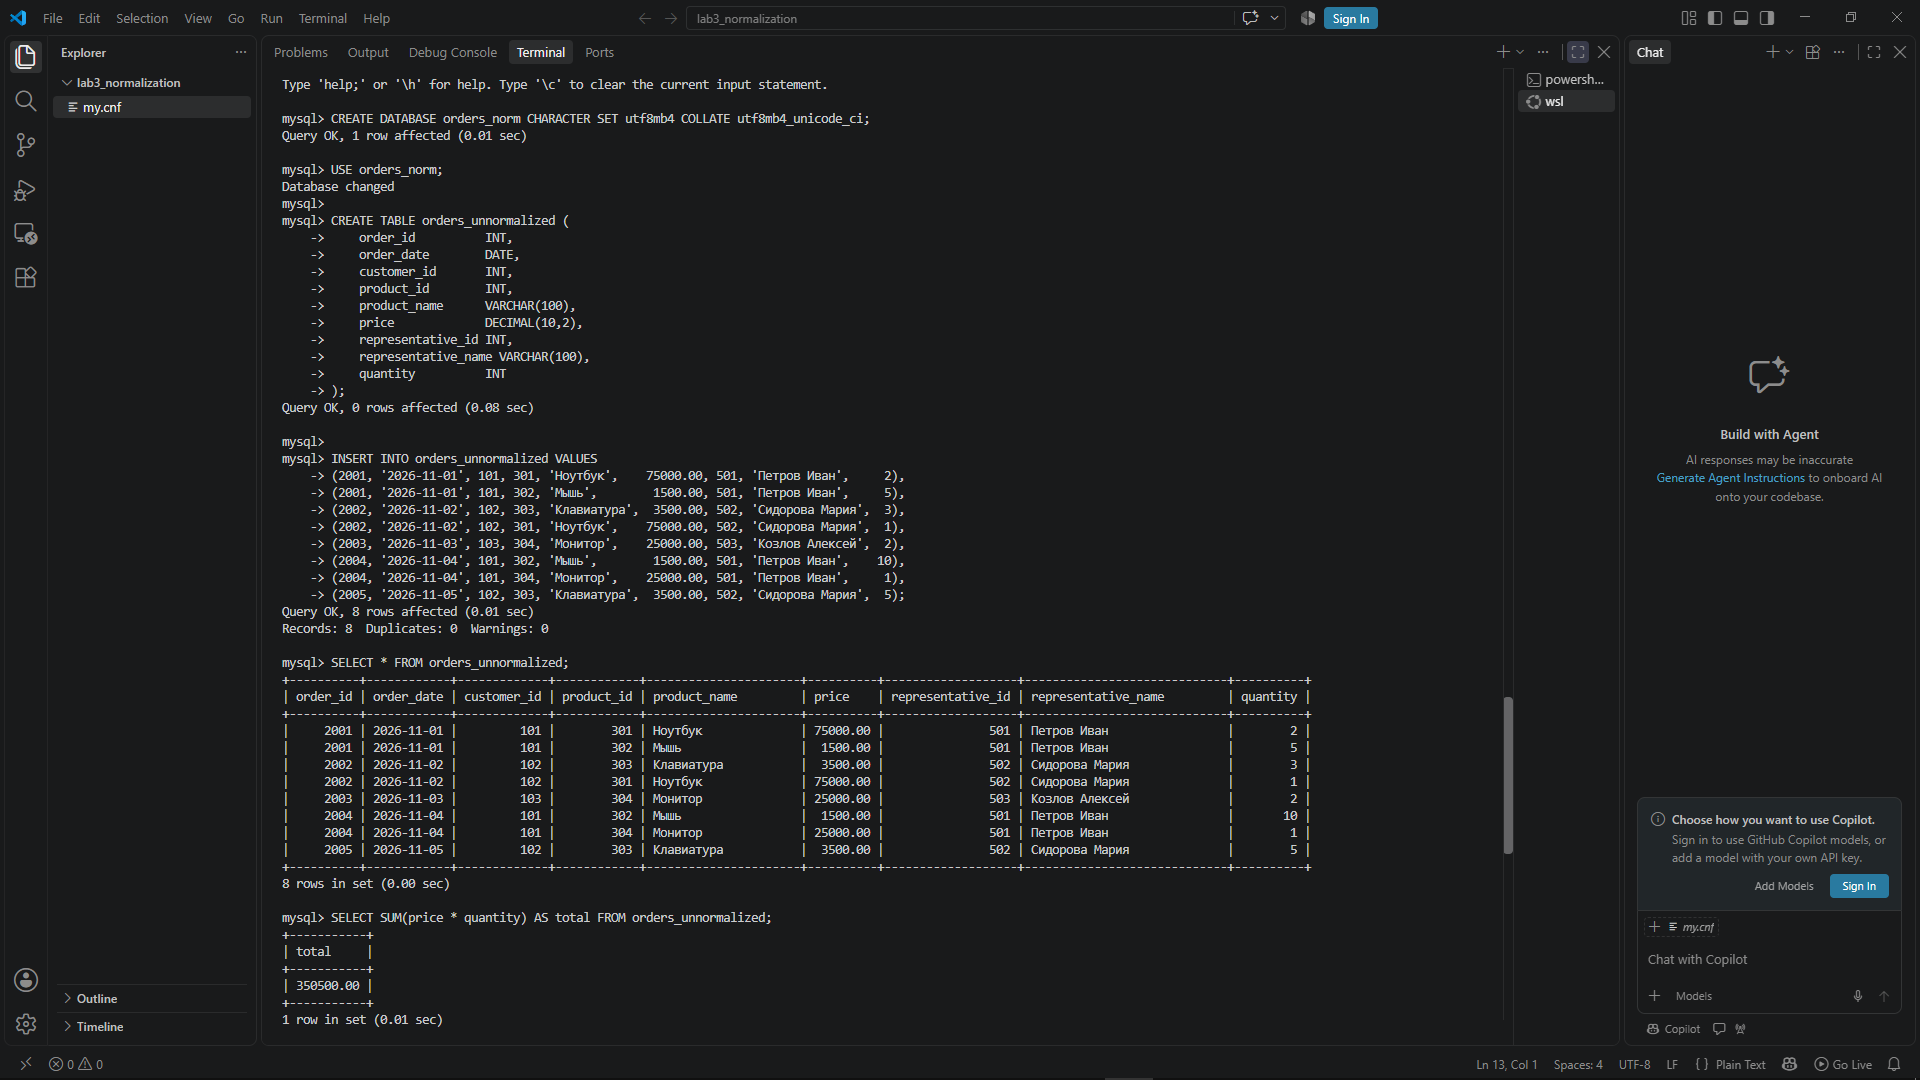 File Edit Selection View Go Run Terminal Help
lab3_normalization
Sign In
Explorer
lab3_normalization
my.cnf
Outline
Timeline
Problems Output Debug Console Terminal Ports
Type 'help;' or '\h' for help. Type '\c' to clear the current input statement.
mysql> CREATE DATABASE orders_norm CHARACTER SET utf8mb4 COLLATE utf8mb4_unicode_ci;
Query OK, 1 row affected (0.01 sec)
mysql> USE orders_norm;
Database changed
mysql>
mysql> CREATE TABLE orders_unnormalized (
    ->     order_id          INT,
    ->     order_date        DATE,
    ->     customer_id       INT,
    ->     product_id        INT,
    ->     product_name      VARCHAR(100),
    ->     price             DECIMAL(10,2),
    ->     representative_id INT,
    ->     representative_name VARCHAR(100),
    ->     quantity          INT
    -> );
Query OK, 0 rows affected (0.08 sec)
mysql>
mysql> INSERT INTO orders_unnormalized VALUES
    -> (2001, '2026-11-01', 101, 301, 'Ноутбук',    75000.00, 501, 'Петров Иван',     2),
    -> (2001, '2026-11-01', 101, 302, 'Мышь',        1500.00, 501, 'Петров Иван',     5),
    -> (2002, '2026-11-02', 102, 303, 'Клавиатура',  3500.00, 502, 'Сидорова Мария',  3),
    -> (2002, '2026-11-02', 102, 301, 'Ноутбук',    75000.00, 502, 'Сидорова Мария',  1),
    -> (2003, '2026-11-03', 103, 304, 'Монитор',    25000.00, 503, 'Козлов Алексей',  2),
    -> (2004, '2026-11-04', 101, 302, 'Мышь',        1500.00, 501, 'Петров Иван',    10),
    -> (2004, '2026-11-04', 101, 304, 'Монитор',    25000.00, 501, 'Петров Иван',     1),
    -> (2005, '2026-11-05', 102, 303, 'Клавиатура',  3500.00, 502, 'Сидорова Мария',  5);
Query OK, 8 rows affected (0.01 sec)
Records: 8  Duplicates: 0  Warnings: 0
mysql> SELECT * FROM orders_unnormalized;
| order_id | order_date | customer_id | product_id | product_name | price | representative_id | representative_name | quantity |
| 2001 | 2026-11-01 | 101 | 301 | Ноутбук | 75000.00 | 501 | Петров Иван | 2 |
| 2001 | 2026-11-01 | 101 | 302 | Мышь | 1500.00 | 501 | Петров Иван | 5 |
| 2002 | 2026-11-02 | 102 | 303 | Клавиатура | 3500.00 | 502 | Сидорова Мария | 3 |
| 2002 | 2026-11-02 | 102 | 301 | Ноутбук | 75000.00 | 502 | Сидорова Мария | 1 |
| 2003 | 2026-11-03 | 103 | 304 | Монитор | 25000.00 | 503 | Козлов Алексей | 2 |
| 2004 | 2026-11-04 | 101 | 302 | Мышь | 1500.00 | 501 | Петров Иван | 10 |
| 2004 | 2026-11-04 | 101 | 304 | Монитор | 25000.00 | 501 | Петров Иван | 1 |
| 2005 | 2026-11-05 | 102 | 303 | Клавиатура | 3500.00 | 502 | Сидорова Мария | 5 |
8 rows in set (0.00 sec)
mysql> SELECT SUM(price * quantity) AS total FROM orders_unnormalized;
| total |
| 350500.00 |
1 row in set (0.01 sec)
powersh...
wsl
Chat
Build with Agent
AI responses may be inaccurate
Generate Agent Instructions to onboard AI
onto your codebase.
Choose how you want to use Copilot.
Sign in to use GitHub Copilot models, or
add a model with your own API key.
Add Models Sign In
my.cnf
Chat with Copilot
Models
Copilot
0 0
Ln 13, Col 1 Spaces: 4 UTF-8 LF { } Plain Text Go Live